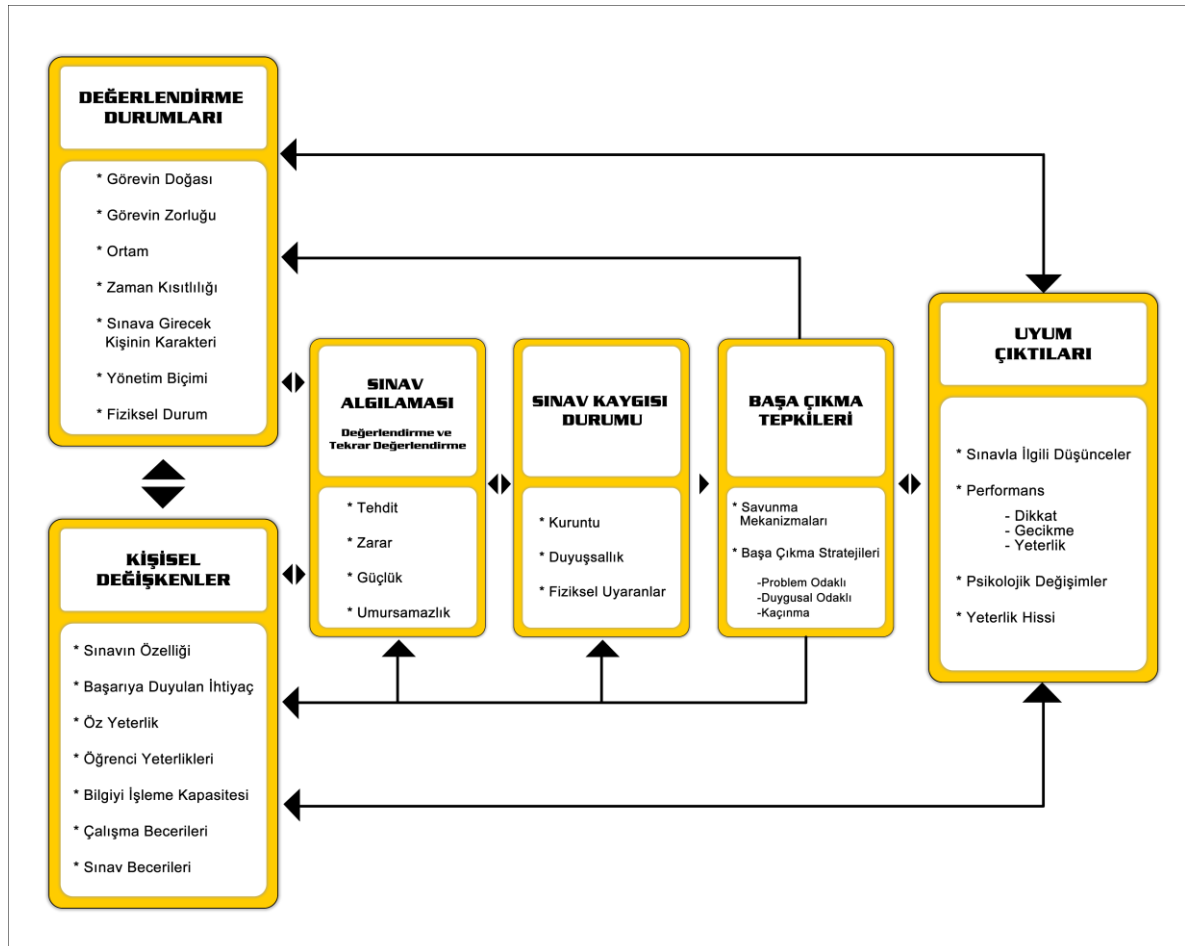 DEĞERLENDİRME
DURUMLARI
* Görevin Doğası
* Görevin Zorluğu
* Ortam
* Zaman Kısıtlılığı
* Sınava Girecek
Kişinin Karakteri
* Yönetim Biçimi
* Fiziksel Durum
KİŞİSEL
DEĞİŞKENLER
* Sınavın Özelliği
* Başarıya Duyulan İhtiyaç
* Öz Yeterlik
* Öğrenci Yeterlikleri
* Bilgiyi İşleme Kapasitesi
* Çalışma Becerileri
* Sınav Becerileri
SINAV
ALGILAMASI
Değerlendirme ve
Tekrar Değerlendirme
* Tehdit
* Zarar
* Güçlük
* Umursamazlık
SINAV KAYGISI
DURUMU
* Kuruntu
* Duyuşsallık
* Fiziksel Uyaranlar
BAŞA ÇIKMA
TEPKİLERİ
* Savunma
Mekanizmaları
* Başa Çıkma Stratejileri
-Problem Odaklı
-Duygusal Odaklı
-Kaçınma
UYUM
ÇIKTILARI
* Sınavla İlgili Düşünceler
* Performans
- Dikkat
- Gecikme
- Yeterlik
* Psikolojik Değişimler
* Yeterlik Hissi